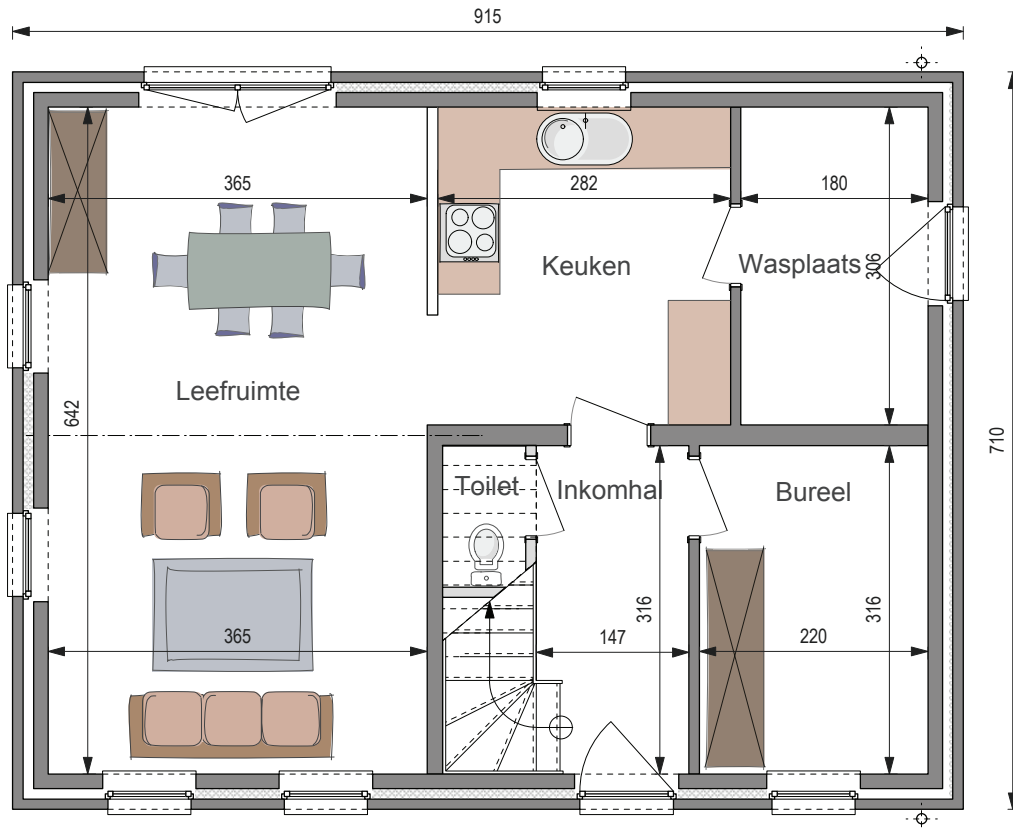 915
365
282
180
Keuken
Wasplaats
306
Leefruimte
642
710
Toilet
Inkomhal
Bureel
316
316
365
147
220